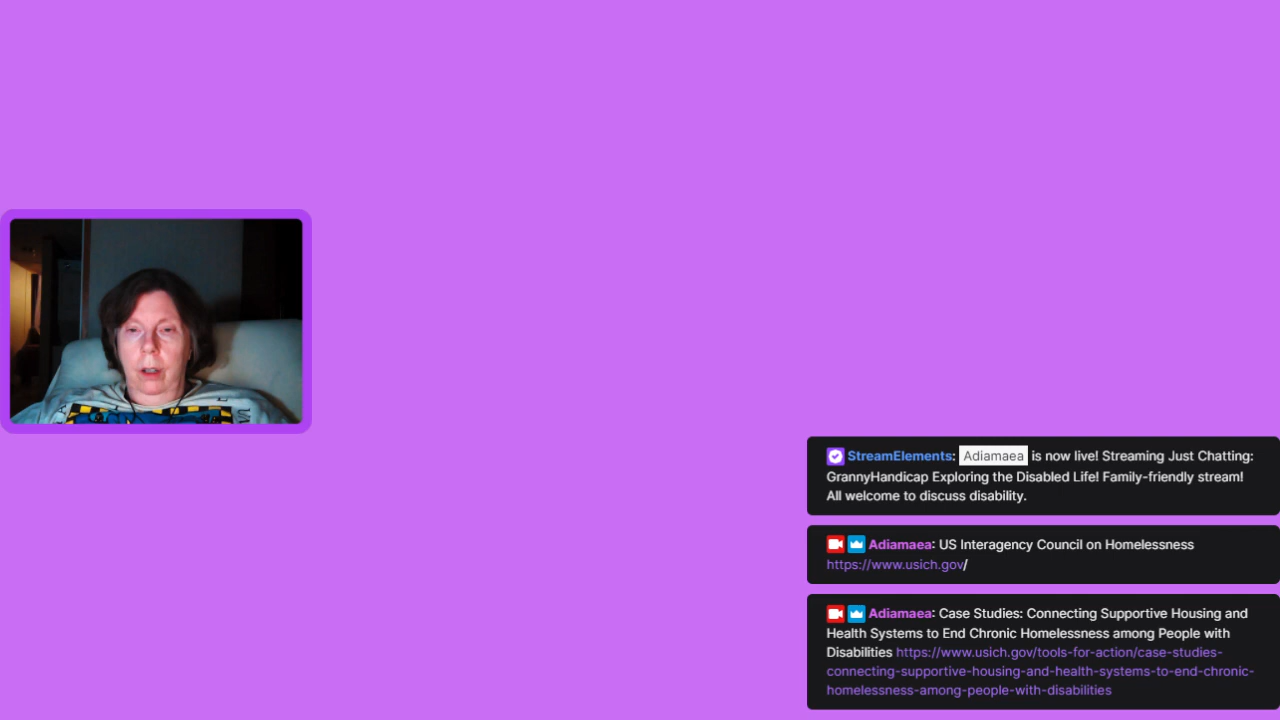 StreamElements: Adiamaea is now live! Streaming Just Chatting:
GrannyHandicap Exploring the Disabled Life! Family-friendly stream!
All welcome to discuss disability.
Adiamaea: US Interagency Council on Homelessness
https://www.usich.gov/
Adiamaea: Case Studies: Connecting Supportive Housing and
Health Systems to End Chronic Homelessness among People with
Disabilities https://www.usich.gov/tools-for-action/case-studies-
connecting-supportive-housing-and-health-systems-to-end-chronic-
homelessness-among-people-with-disabilities